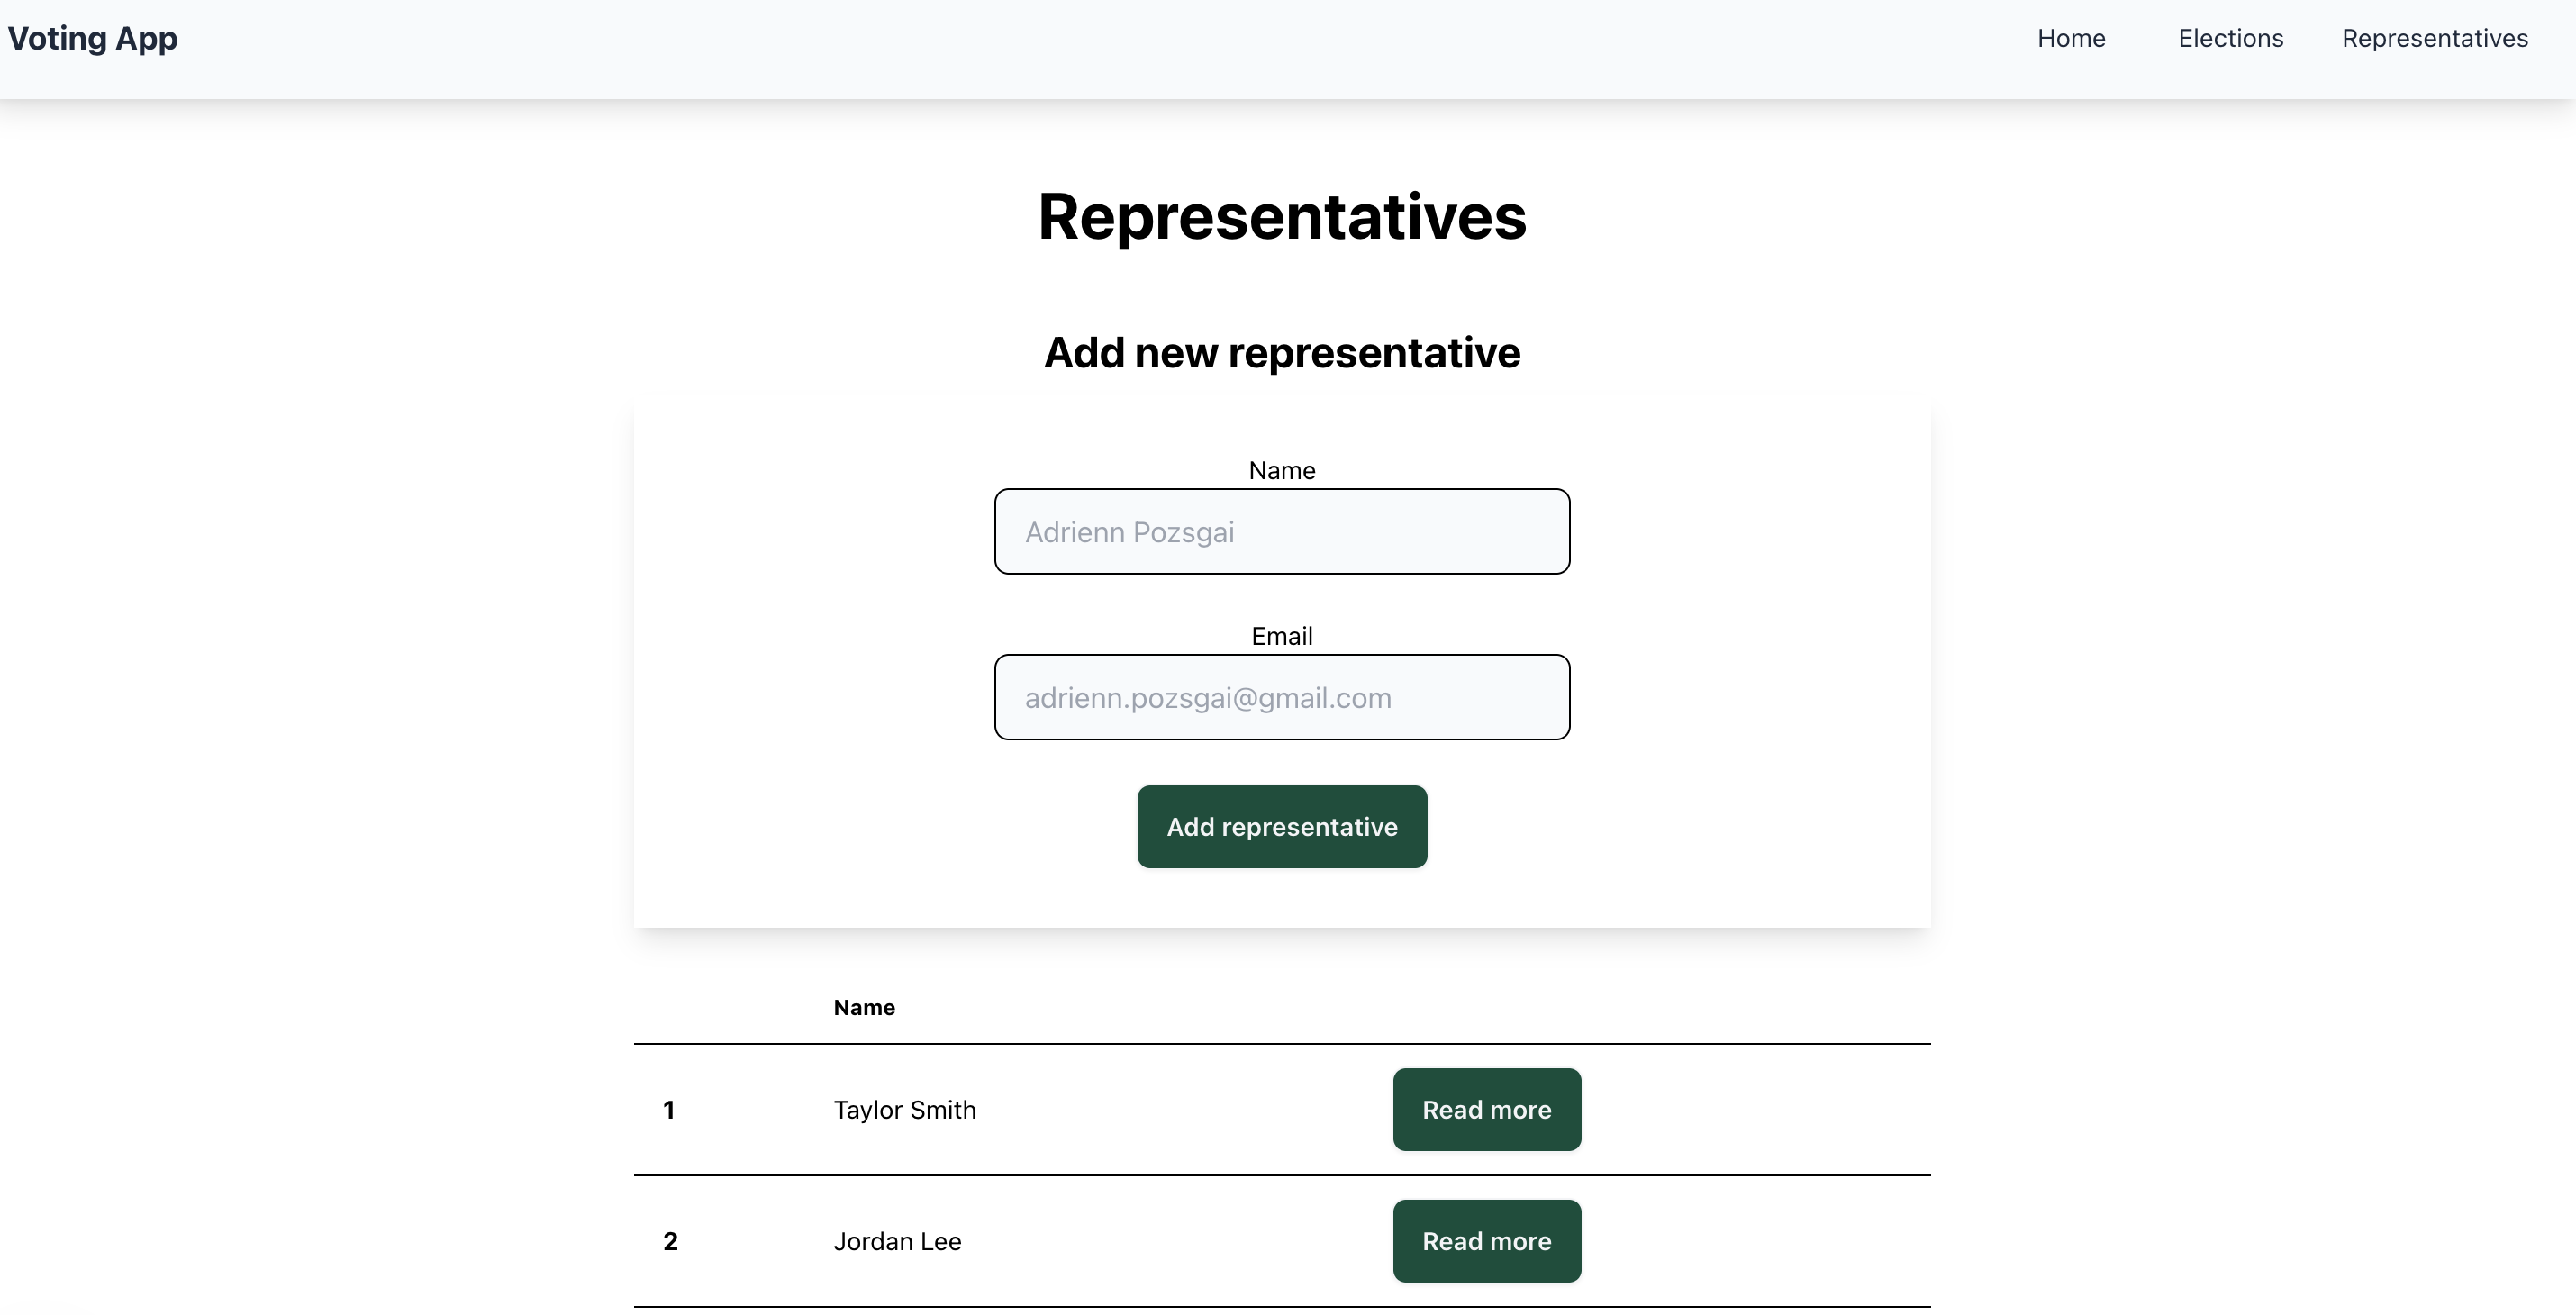 Voting App
Home Elections Representatives
Representatives
Add new representative
Name
Adrienn Pozsgai
Email
adrienn.pozsgai@gmail.com
Add representative
Name
1 Taylor Smith Read more
2 Jordan Lee Read more